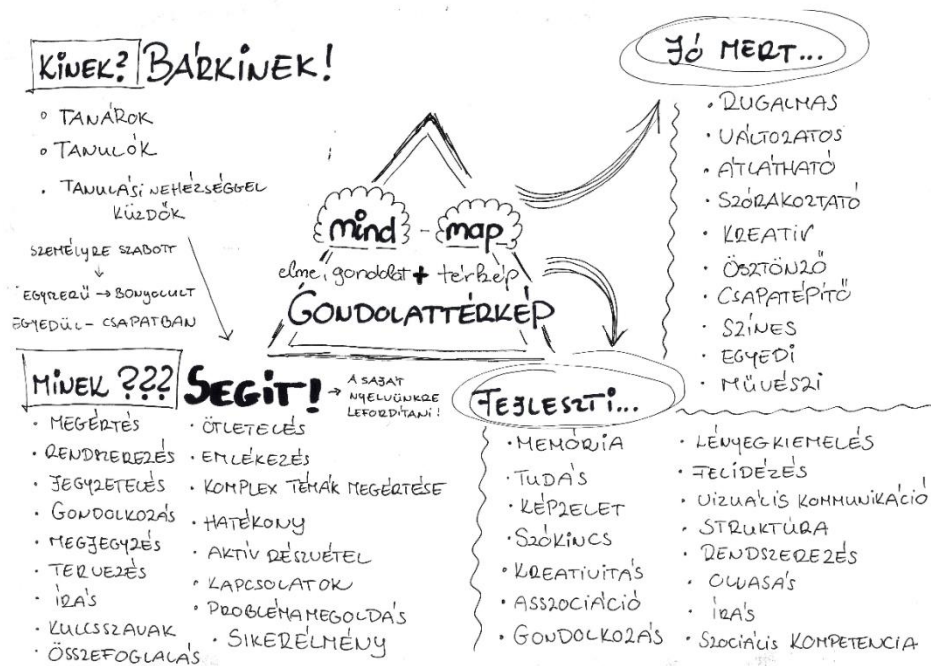 KINEK? BÁRKINEK!
• TANÁROK
• TANULÓK
• TANULÁSI NEHÉZSÉGGEL
KÜZDŐK
SZEMÉLYRE SZABOTT
↓
EGYSZERŰ → BONYOLULT
EGYEDÜL - CSAPATBAN
mind - map
elme, gondolat + térkép
GONDOLATTÉRKÉP
JÓ MERT...
• RUGALMAS
• VÁLTOZATOS
• ÁTLÁTHATÓ
• SZÓRAKOZTATÓ
• KREATÍV
• ÖSZTÖNZŐ
• CSAPATÉPÍTŐ
• SZÍNES
• EGYEDI
• MŰVÉSZI
MINEK ???
• MEGÉRTÉS
• RENDSZEREZÉS
• JEGYZETELÉS
• GONDOLKOZÁS
• MEGJEGYZÉS
• TERVEZÉS
• ÍRÁS
• KULCSSZAVAK
• ÖSSZEFOGLALÁS
SEGÍT! → A SAJÁT
NYELVÜNKRE
LEFORDÍTANI!
• ÖTLETELÉS
• EMLÉKEZÉS
• KOMPLEX TÉMÁK MEGÉRTÉSE
• HATÉKONY
• AKTÍV RÉSZVÉTEL
• KAPCSOLATOK
• PROBLÉMAMEGOLDÁS
• SIKERÉLMÉNY
FEJLESZTI...
• MEMÓRIA
• TUDÁS
• KÉPZELET
• SZÓKINCS
• KREATIVITÁS
• ASSZOCIÁCIÓ
• GONDOLKOZÁS
• LÉNYEGKIEMELÉS
• FELIDÉZÉS
• VIZUÁLIS KOMMUNIKÁCIÓ
• STRUKTÚRA
• RENDSZEREZÉS
• OLVASÁS
• ÍRÁS
• SZOCIÁLIS KOMPETENCIA